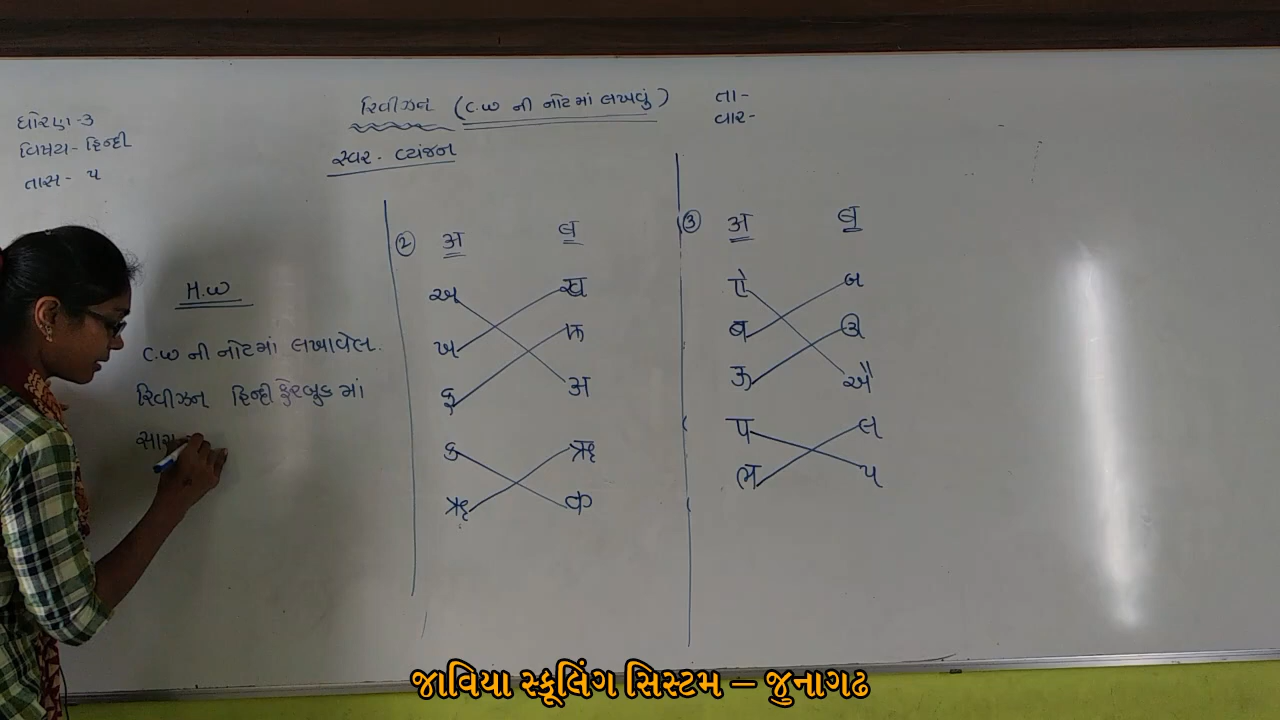 ધોરણ-૩
વિષય- હિન્દી
તાસ- ૫
રિવીઝન (C.W ની નોટમાં લખવું)
સ્વર - વ્યંજન
તા-
વાર-
H.W
C.W ની નોટમાં લખાવેલ
રિવીઝન હિન્દી ફેરબુક માં
② अ ब
અ ख
ખ फ
ફ अ
ક ऋ
ઋ क
③ अ ब
ऐ બ
ब ઊ
ऊ ઐ
प લ
ल પ
જાવિયા સ્કૂલિંગ સિસ્ટમ – જુનાગઢ